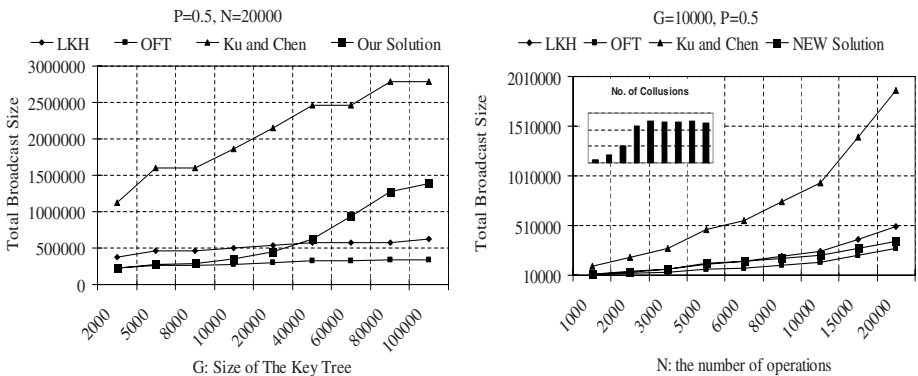 P=0.5, N=20000
LKH OFT Ku and Chen Our Solution
Total Broadcast Size
3000000
2500000
2000000
1500000
1000000
500000
0
2000 5000 8000 10000 20000 40000 60000 80000 100000
G: Size of The Key Tree
G=10000, P=0.5
LKH OFT Ku and Chen NEW Solution
Total Broadcast Size
2010000
1510000
1010000
510000
10000
No. of Collusions
1000 2000 3000 5000 6000 8000 10000 15000 20000
N: the number of operations